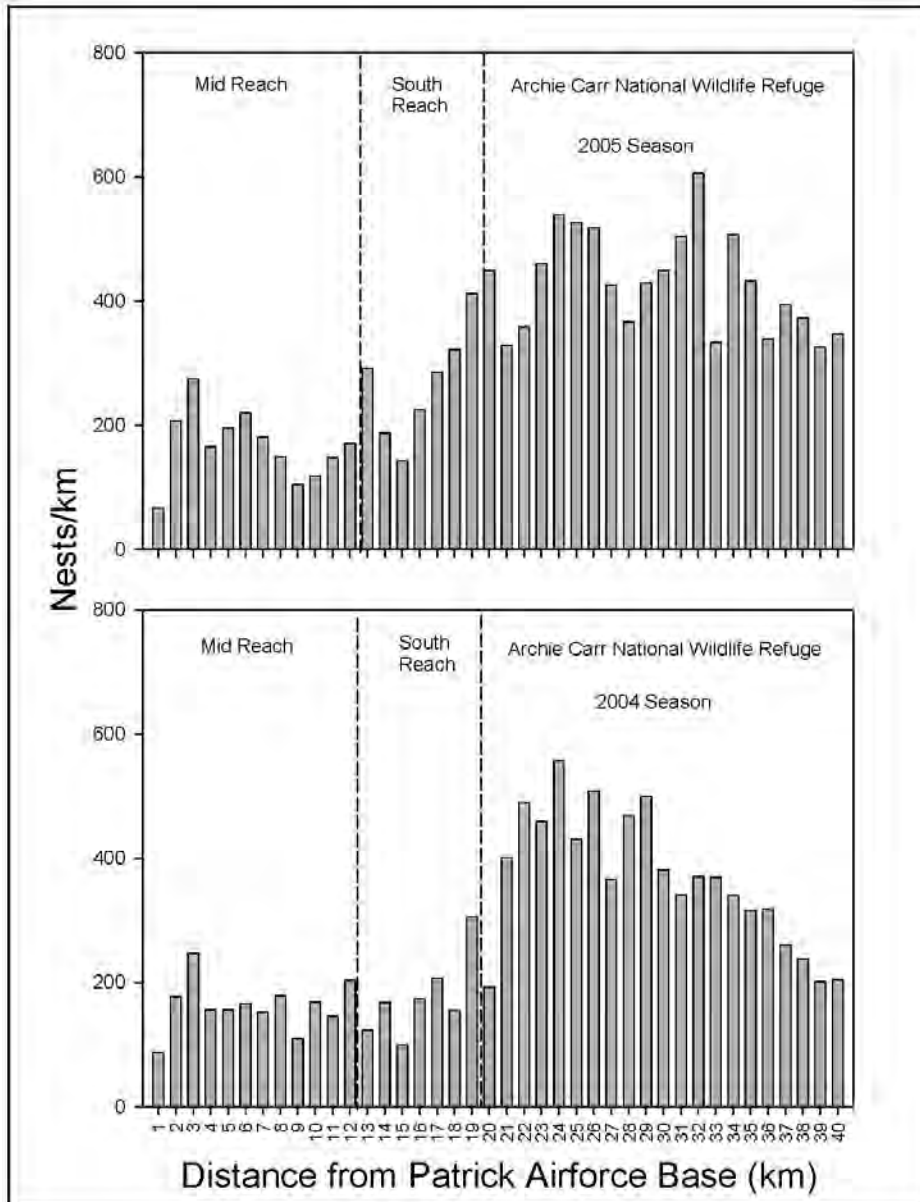 800
Mid Reach
South
Reach
Archie Carr National Wildlife Refuge
2005 Season
600
400
200
0
Nests/km
800
Mid Reach
South
Reach
Archie Carr National Wildlife Refuge
2004 Season
600
400
200
0
1 2 3 4 5 6 7 8 9 10 11 12 13 14 15 16 17 18 19 20 21 22 23 24 25 26 27 28 29 30 31 32 33 34 35 36 37 38 39 40
Distance from Patrick Airforce Base (km)